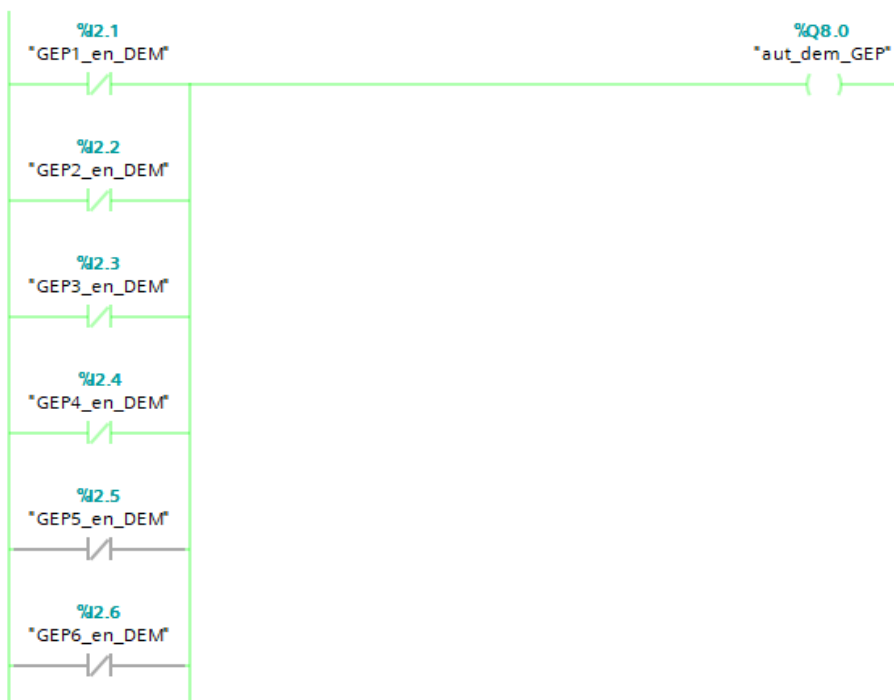 %I2.1
"GEP1_en_DEM"
%Q8.0
"aut_dem_GEP"
%I2.2
"GEP2_en_DEM"
%I2.3
"GEP3_en_DEM"
%I2.4
"GEP4_en_DEM"
%I2.5
"GEP5_en_DEM"
%I2.6
"GEP6_en_DEM"